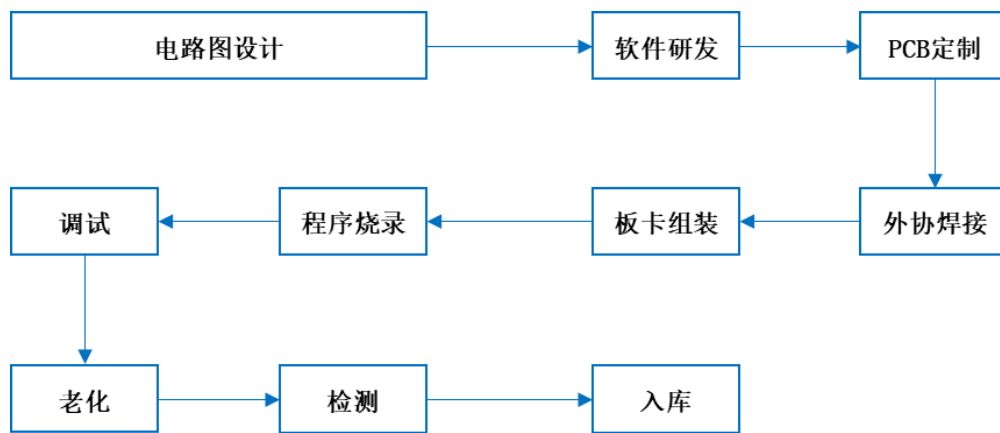 电路图设计
软件研发
PCB定制
外协焊接
板卡组装
程序烧录
调试
老化
检测
入库